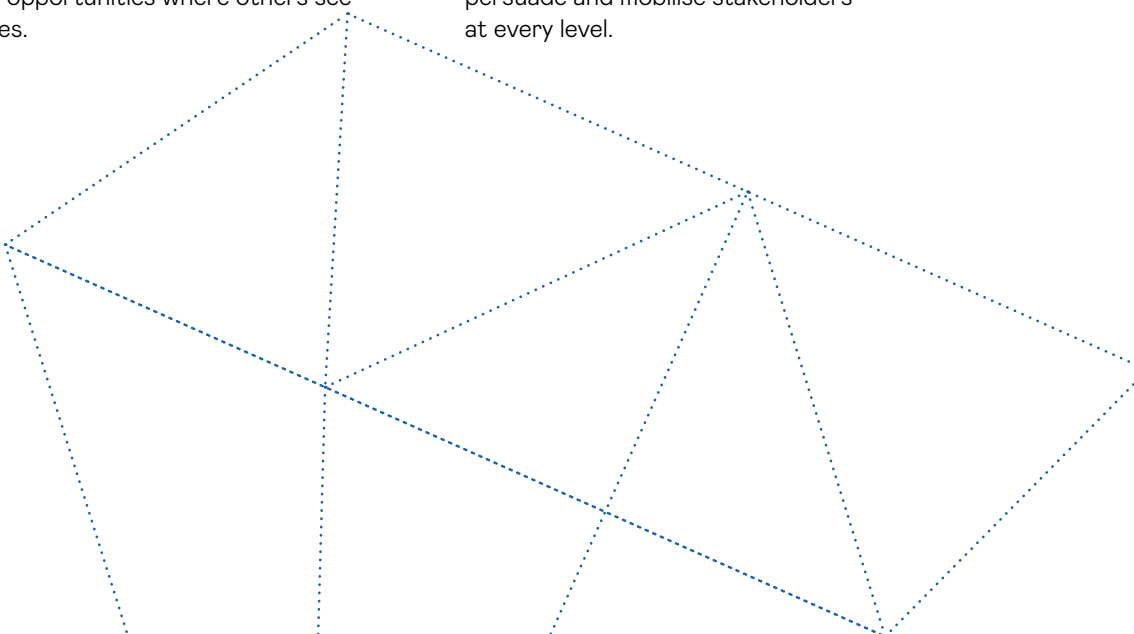 opportunities where others see
es.
persuade and mobilise stakeholders
at every level.